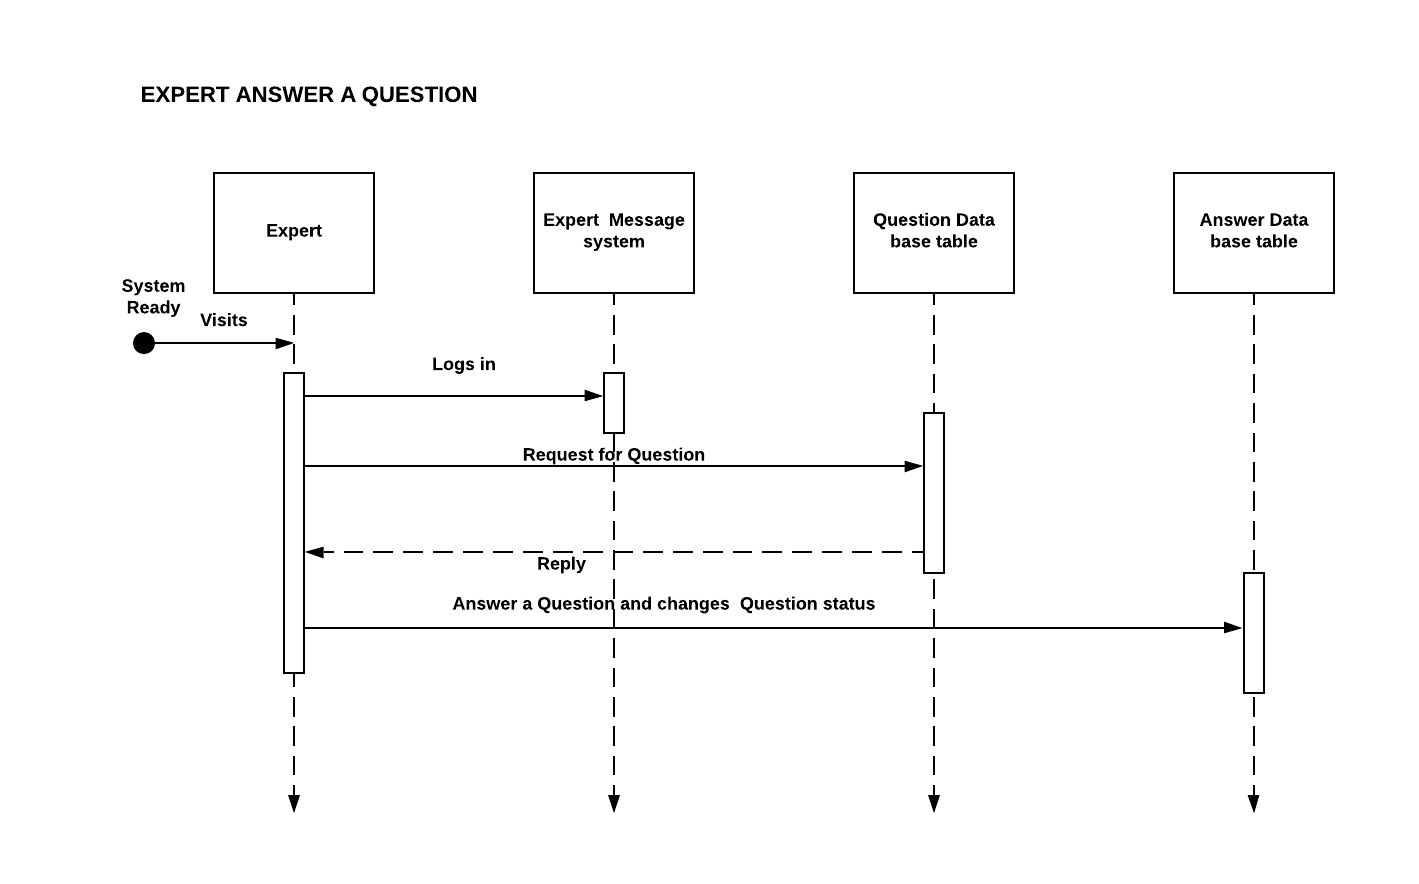 EXPERT ANSWER A QUESTION
Expert
Expert  Message
system
Question Data
base table
Answer Data
base table
System
Ready
Visits
Logs in
Request for Question
Reply
Answer a Question and changes  Question status